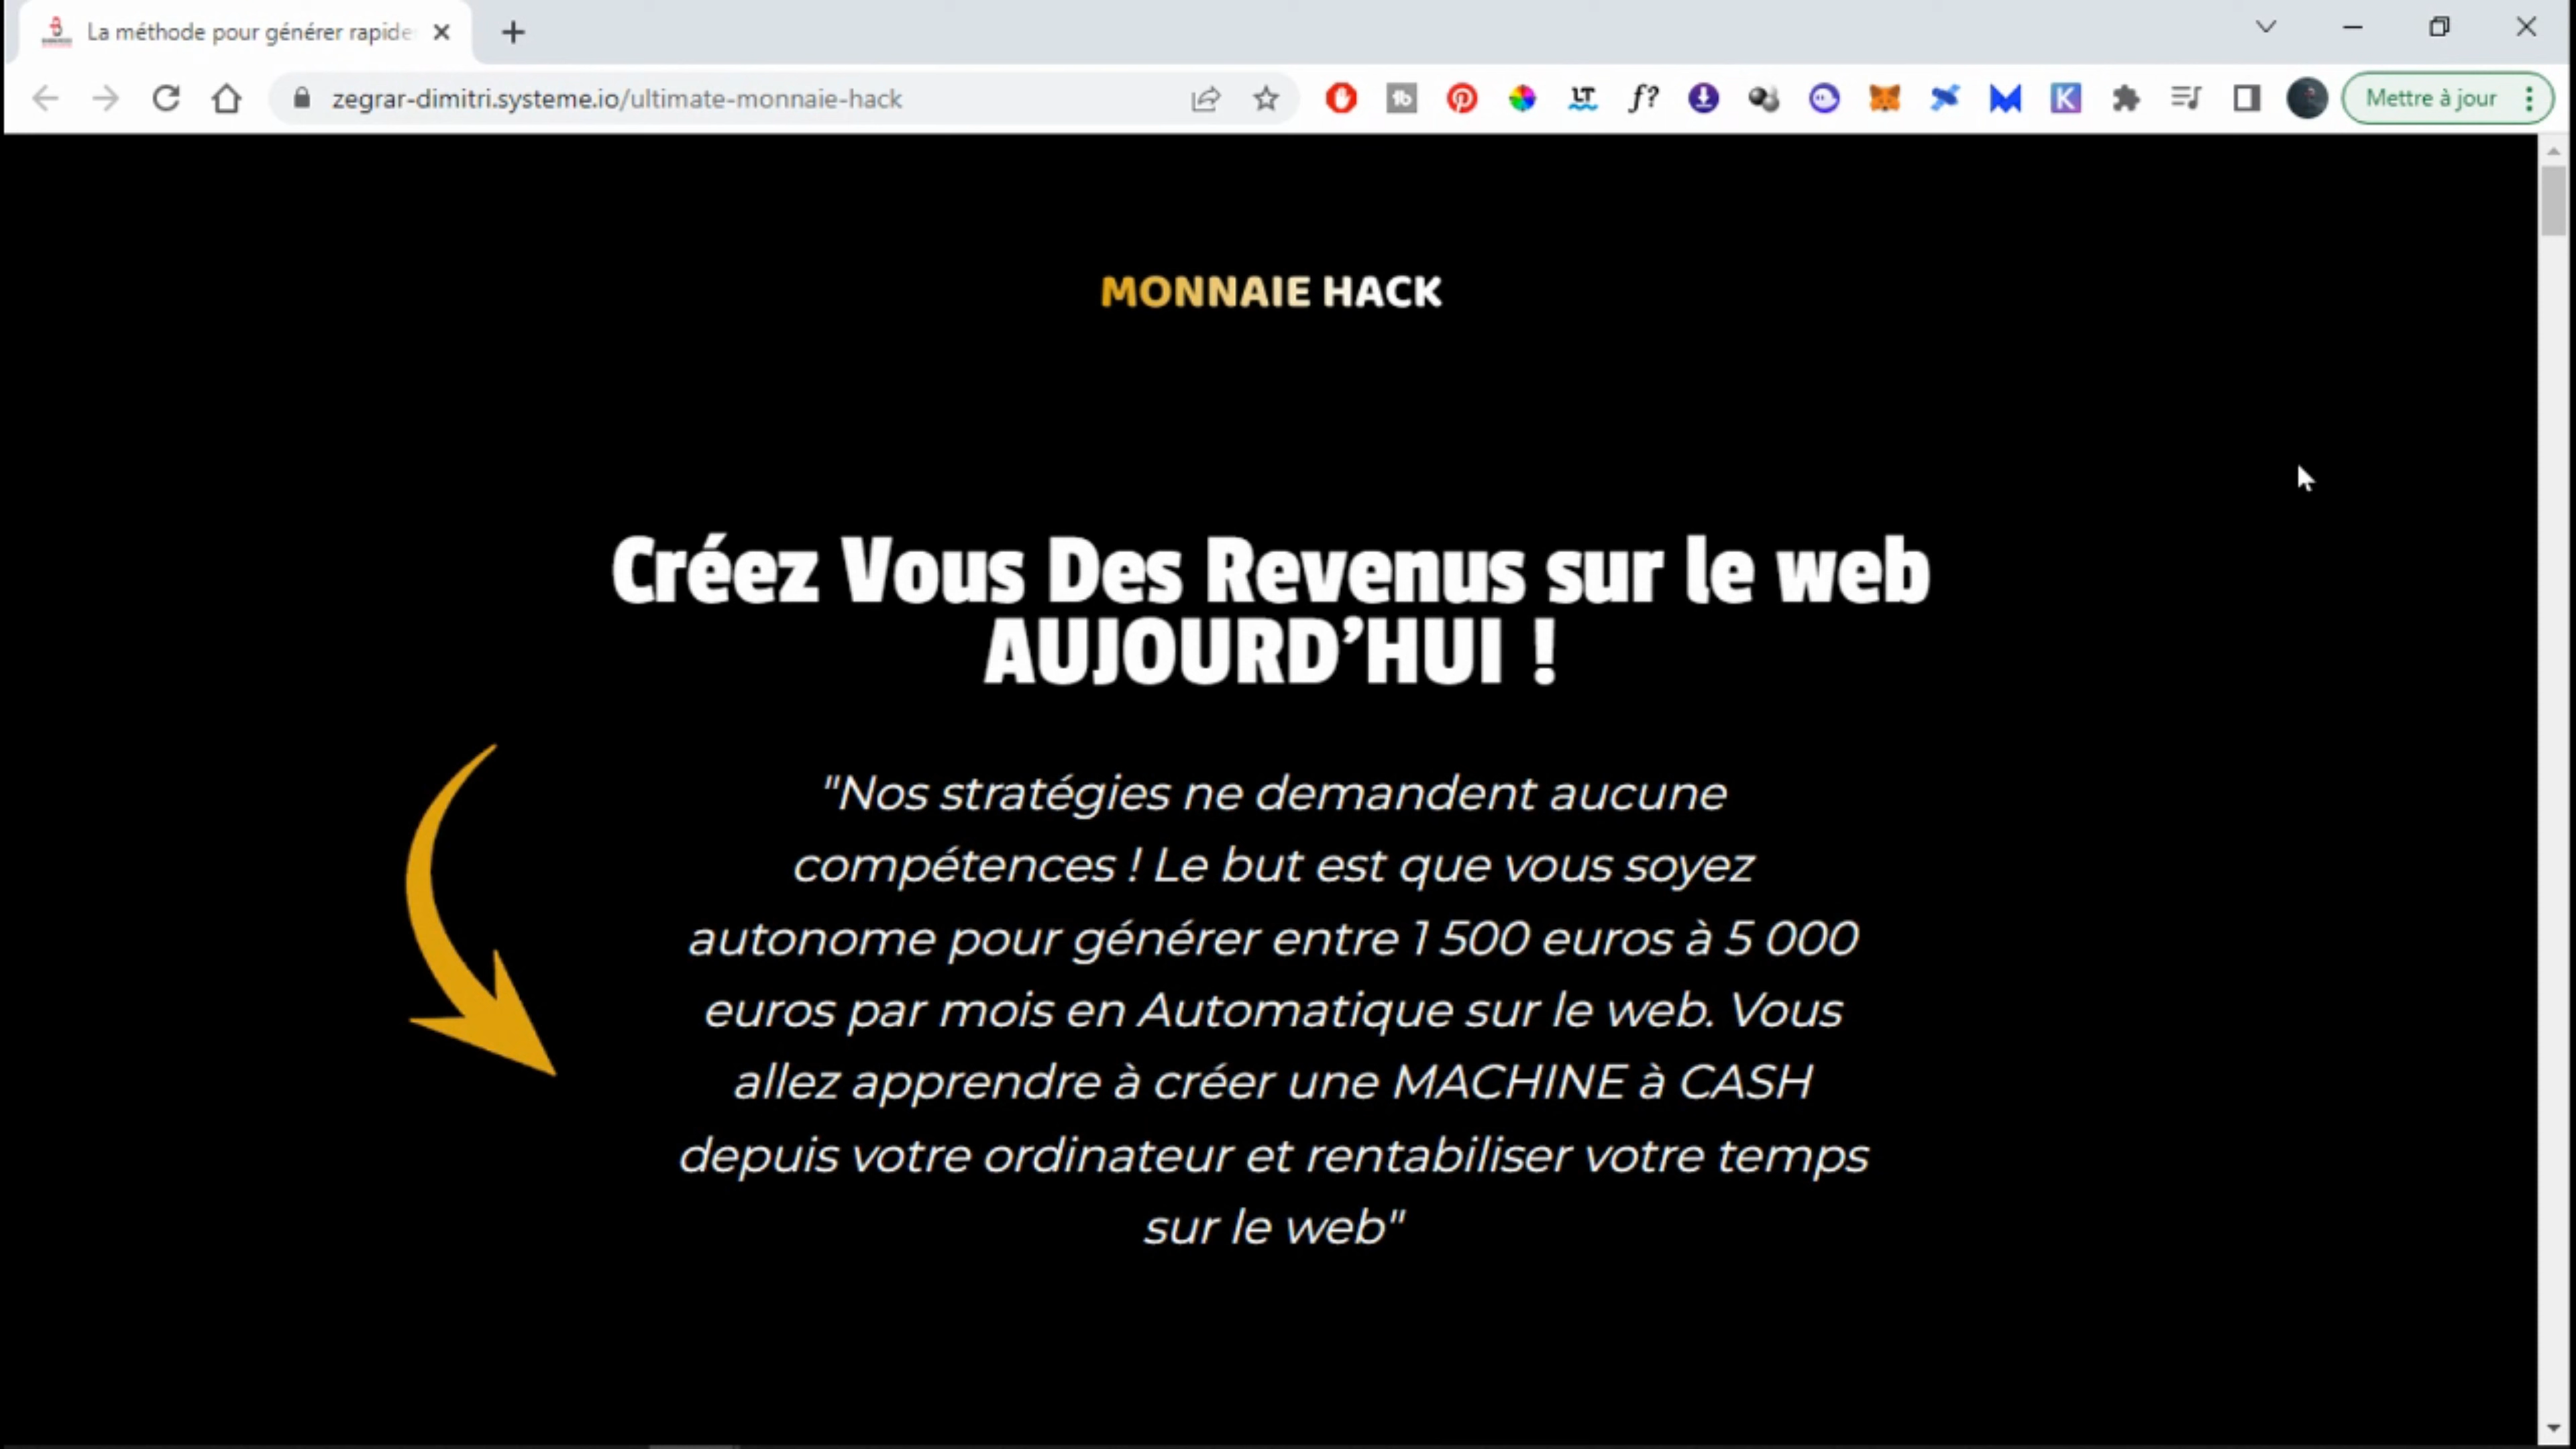 La méthode pour générer rapide
zegrar-dimitri.systeme.io/ultimate-monnaie-hack
Mettre à jour
MONNAIE HACK
Créez Vous Des Revenus sur le web
AUJOURD'HUI !
"Nos stratégies ne demandent aucune
compétences ! Le but est que vous soyez
autonome pour générer entre 1 500 euros à 5 000
euros par mois en Automatique sur le web. Vous
allez apprendre à créer une MACHINE à CASH
depuis votre ordinateur et rentabiliser votre temps
sur le web"